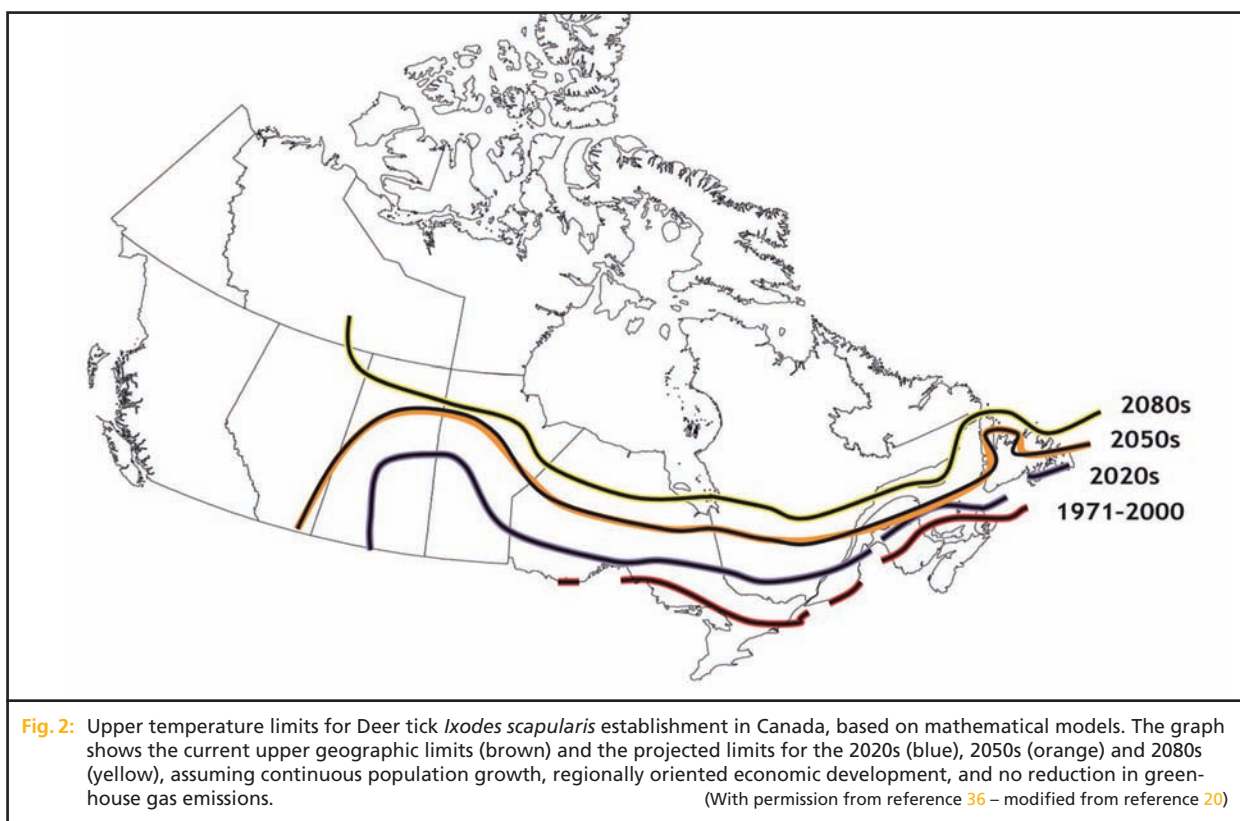 2080s
2050s
2020s
1971-2000
Fig. 2: Upper temperature limits for Deer tick Ixodes scapularis establishment in Canada, based on mathematical models. The graph
shows the current upper geographic limits (brown) and the projected limits for the 2020s (blue), 2050s (orange) and 2080s
(yellow), assuming continuous population growth, regionally oriented economic development, and no reduction in green-
house gas emissions. (With permission from reference 36 – modified from reference 20)